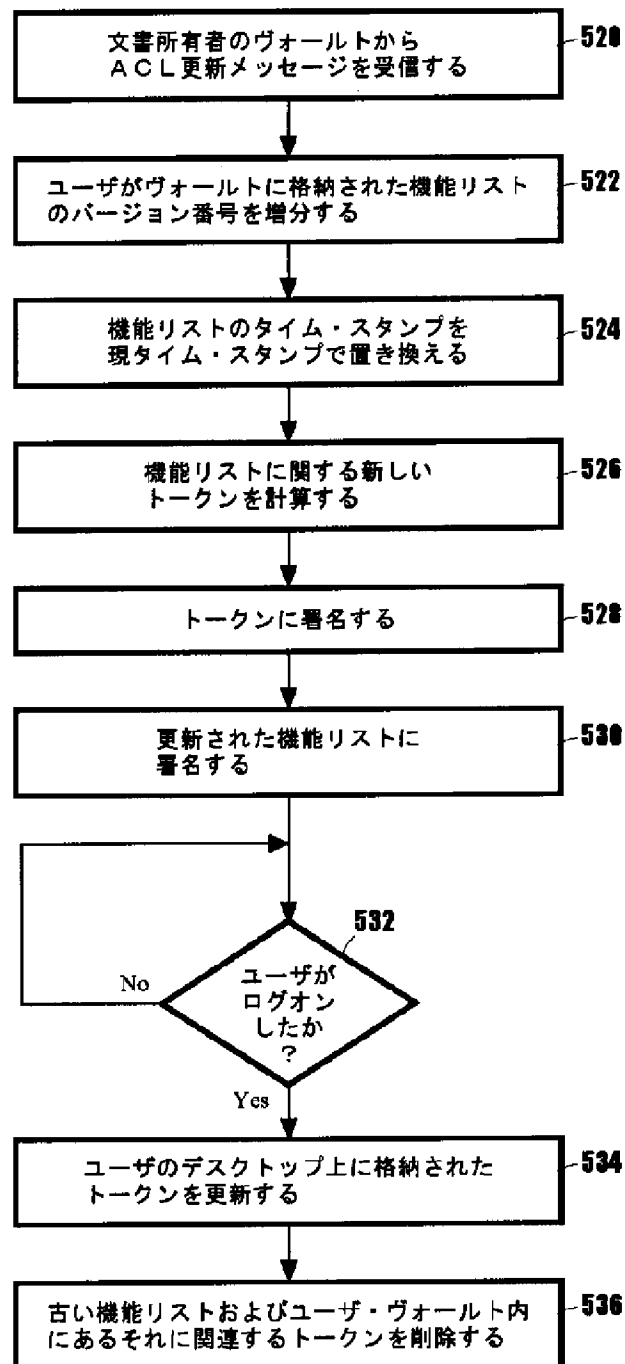 文書所有者のヴォールトから
ACL更新メッセージを受信する
520
ユーザがヴォールトに格納された機能リスト
のバージョン番号を増分する
522
機能リストのタイム・スタンプを
現タイム・スタンプで置き換える
524
機能リストに関する新しい
トークンを計算する
526
トークンに署名する
528
更新された機能リストに
署名する
530
532
ユーザが
ログオン
したか
?
No
Yes
ユーザのデスクトップ上に格納された
トークンを更新する
534
古い機能リストおよびユーザ・ヴォールト内
にあるそれに関連するトークンを削除する
536